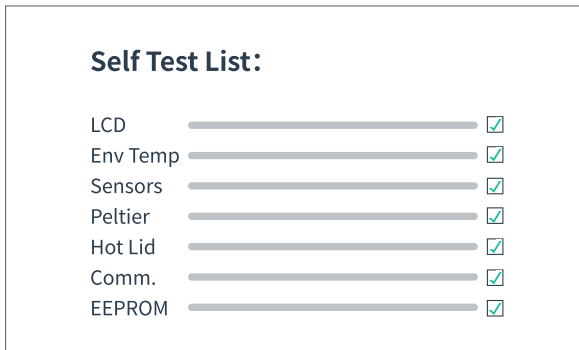 Self Test List:
LCD
Env Temp
Sensors
Peltier
Hot Lid
Comm.
EEPROM